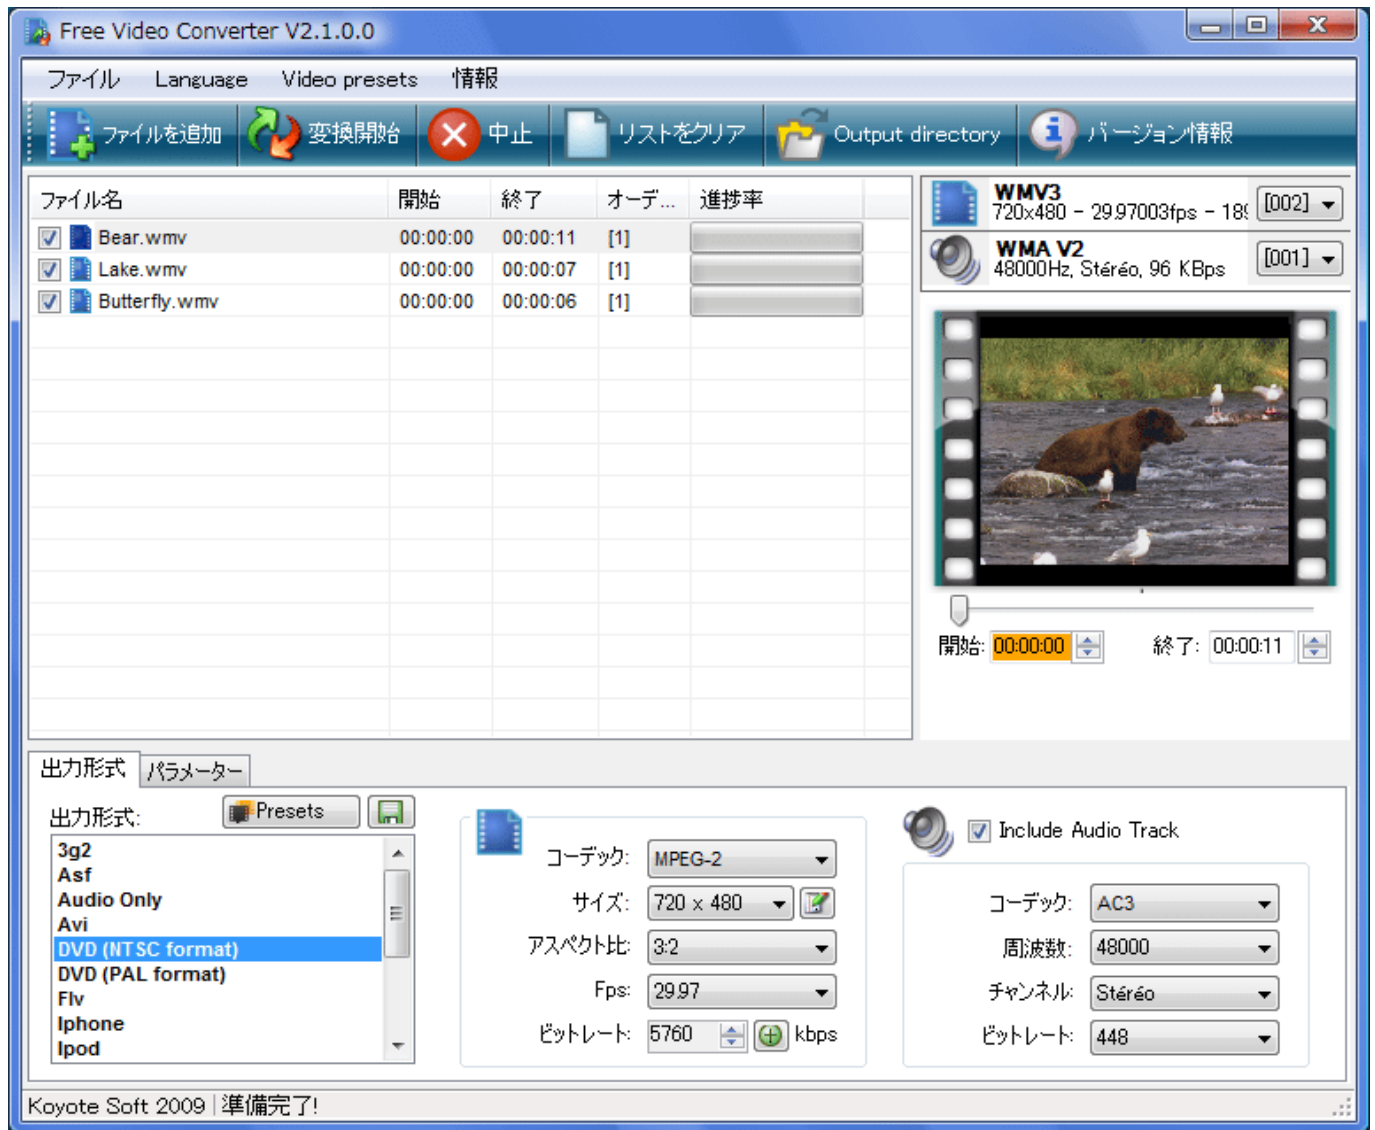 Free Video Converter V2.1.0.0
ファイル Language Video presets 情報
ファイルを追加 変換開始 中止 リストをクリア Output directory バージョン情報
ファイル名 開始 終了 オーデ... 進捗率
Bear.wmv 00:00:00 00:00:11 [1]
Lake.wmv 00:00:00 00:00:07 [1]
Butterfly.wmv 00:00:00 00:00:06 [1]
WMV3
720x480 - 29.97003fps - 189 [002]
WMA V2
48000Hz, Stéréo, 96 KBps [001]
開始: 00:00:00 終了: 00:00:11
出力形式 パラメーター
出力形式: Presets
3g2
Asf
Audio Only
Avi
DVD (NTSC format)
DVD (PAL format)
Flv
Iphone
Ipod
コーデック: MPEG-2
サイズ: 720 x 480
アスペクト比: 3:2
Fps: 29.97
ビットレート: 5760 kbps
Include Audio Track
コーデック: AC3
周波数: 48000
チャンネル: Stéréo
ビットレート: 448
Koyote Soft 2009 準備完了!